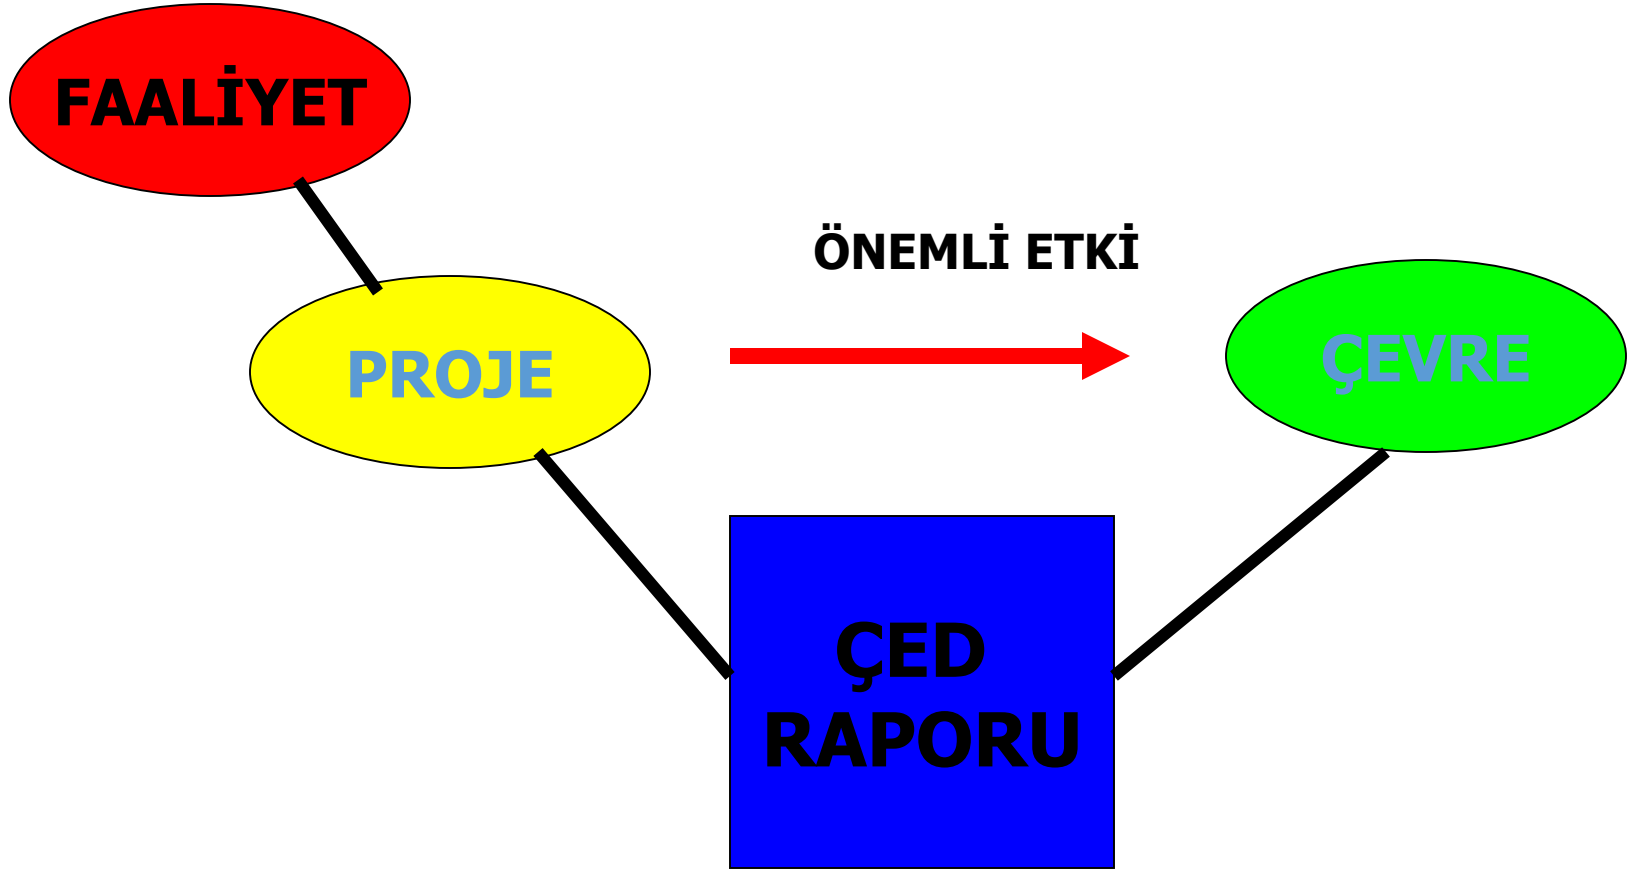 FAALİYET
ÖNEMLİ ETKİ
PROJE
ÇEVRE
ÇED
RAPORU